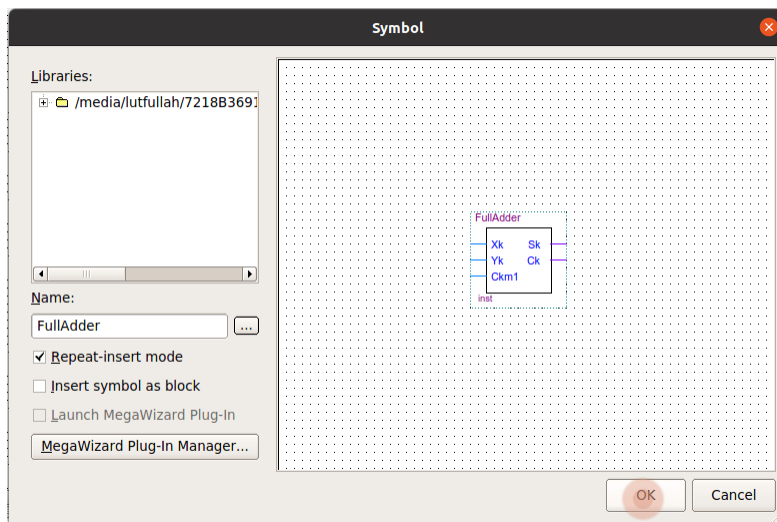 Symbol
Libraries:
/media/lutfullah/7218B3691
Name:
FullAdder
...
Repeat-insert mode
Insert symbol as block
Launch MegaWizard Plug-In
MegaWizard Plug-In Manager...
FullAdder
Xk Sk
Yk Ck
Ckm1
inst
OK Cancel